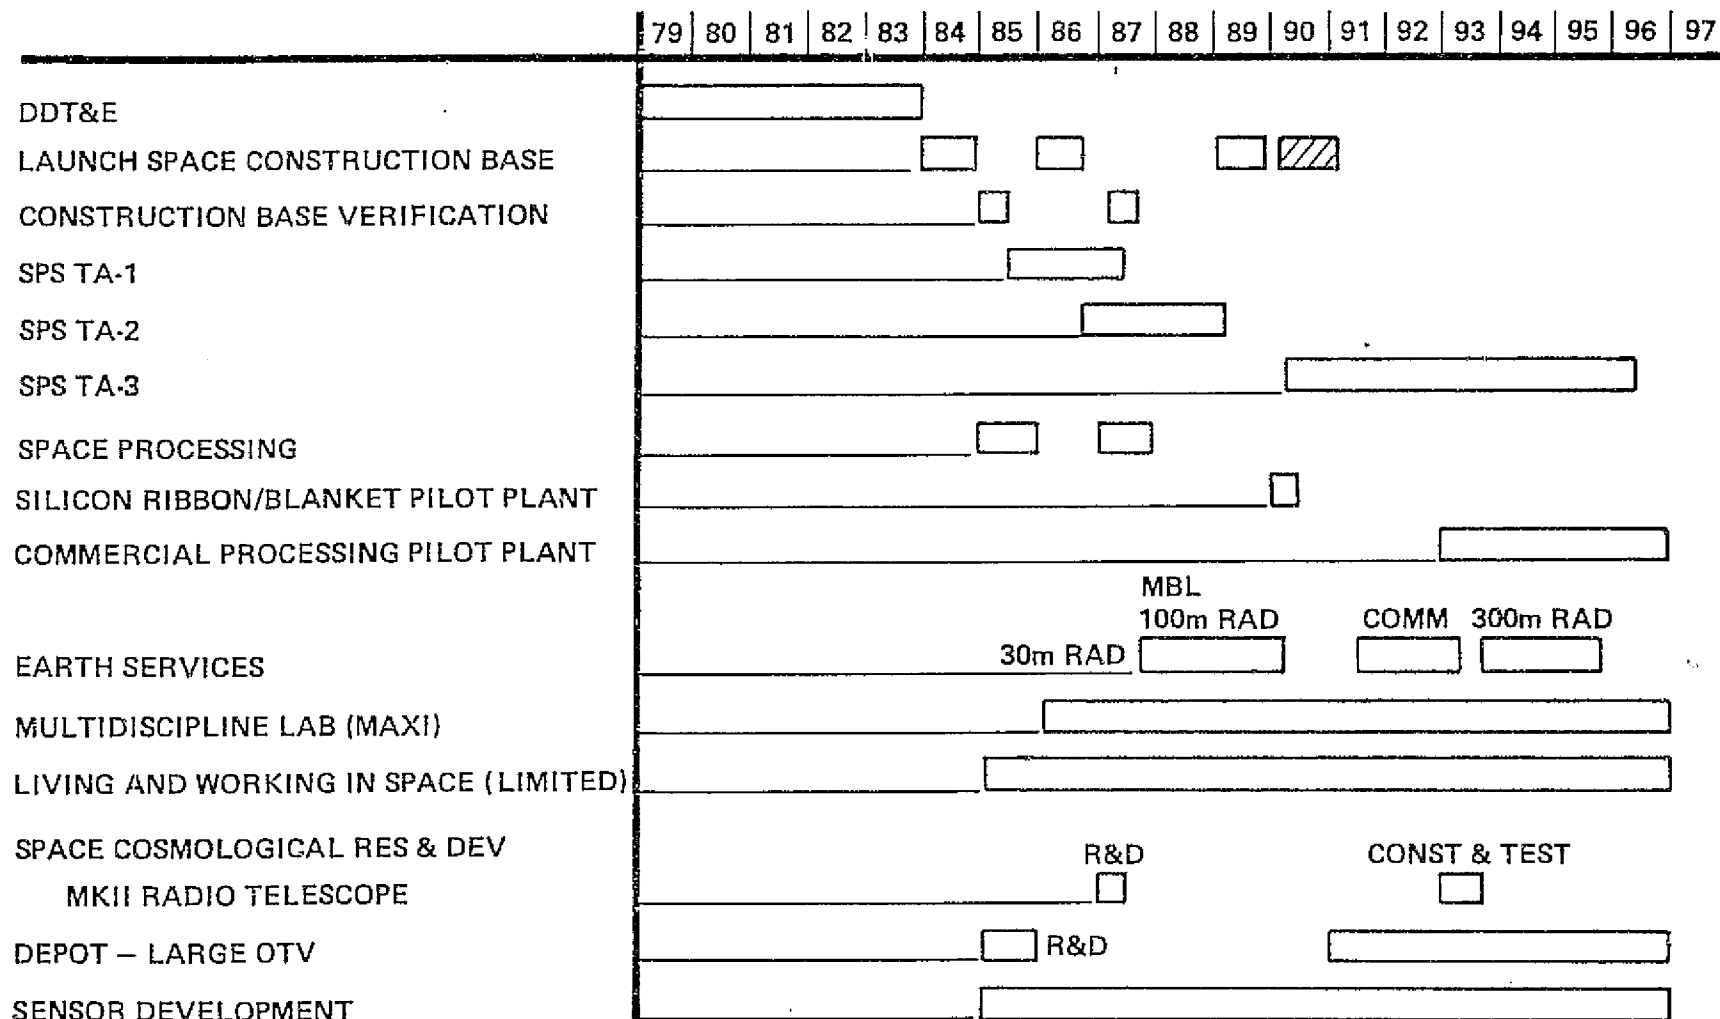 79 80 81 82 83 84 85 86 87 88 89 90 91 92 93 94 95 96 97
DDT&E
LAUNCH SPACE CONSTRUCTION BASE
CONSTRUCTION BASE VERIFICATION
SPS TA-1
SPS TA-2
SPS TA-3
SPACE PROCESSING
SILICON RIBBON/BLANKET PILOT PLANT
COMMERCIAL PROCESSING PILOT PLANT
MBL
100m RAD COMM 300m RAD
EARTH SERVICES 30m RAD
MULTIDISCIPLINE LAB (MAXI)
LIVING AND WORKING IN SPACE (LIMITED)
SPACE COSMOLOGICAL RES & DEV R&D CONST & TEST
MKII RADIO TELESCOPE
DEPOT – LARGE OTV R&D
SENSOR DEVELOPMENT